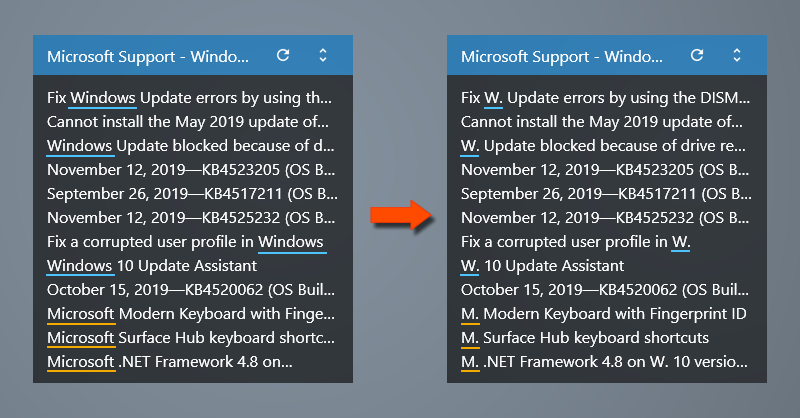 Microsoft Support - Windo...
Fix Windows Update errors by using th...
Cannot install the May 2019 update of...
Windows Update blocked because of d...
November 12, 2019—KB4523205 (OS B...
September 26, 2019—KB4517211 (OS B...
November 12, 2019—KB4525232 (OS B...
Fix a corrupted user profile in Windows
Windows 10 Update Assistant
October 15, 2019—KB4520062 (OS Buil...
Microsoft Modern Keyboard with Finge...
Microsoft Surface Hub keyboard shortc...
Microsoft .NET Framework 4.8 on...
Microsoft Support - Windo...
Fix W. Update errors by using the DISM...
Cannot install the May 2019 update of...
W. Update blocked because of drive re...
November 12, 2019—KB4523205 (OS B...
September 26, 2019—KB4517211 (OS B...
November 12, 2019—KB4525232 (OS B...
Fix a corrupted user profile in W.
W. 10 Update Assistant
October 15, 2019—KB4520062 (OS Buil...
M. Modern Keyboard with Fingerprint ID
M. Surface Hub keyboard shortcuts
M. .NET Framework 4.8 on W. 10 versio...